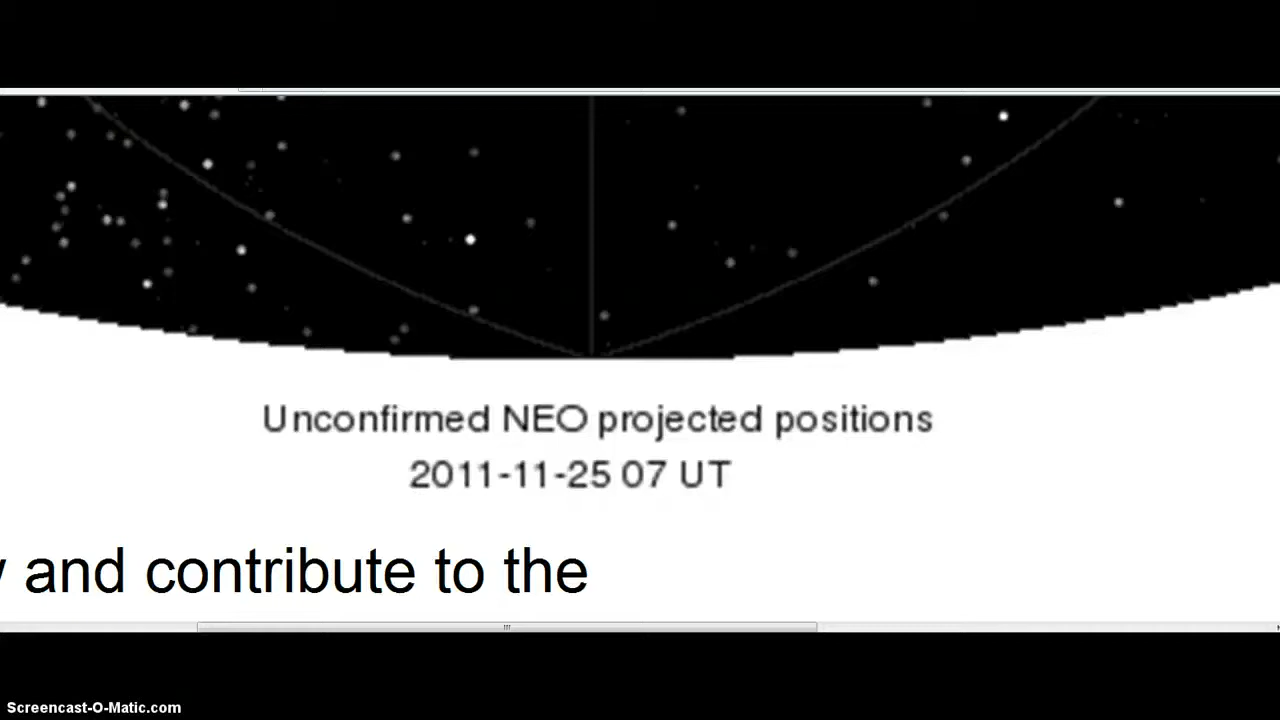 Unconfirmed NEO projected positions
2011-11-25 07 UT
and contribute to the
Screencast-O-Matic.com